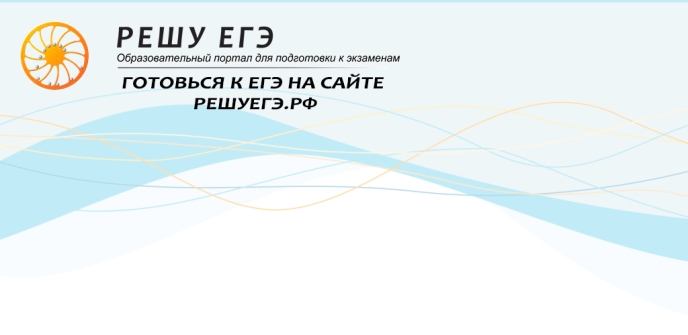 РЕШУ ЕГЭ
Образовательный портал для подготовки к экзаменам
ГОТОВЬСЯ К ЕГЭ НА САЙТЕ
РЕШУЕГЭ.РФ